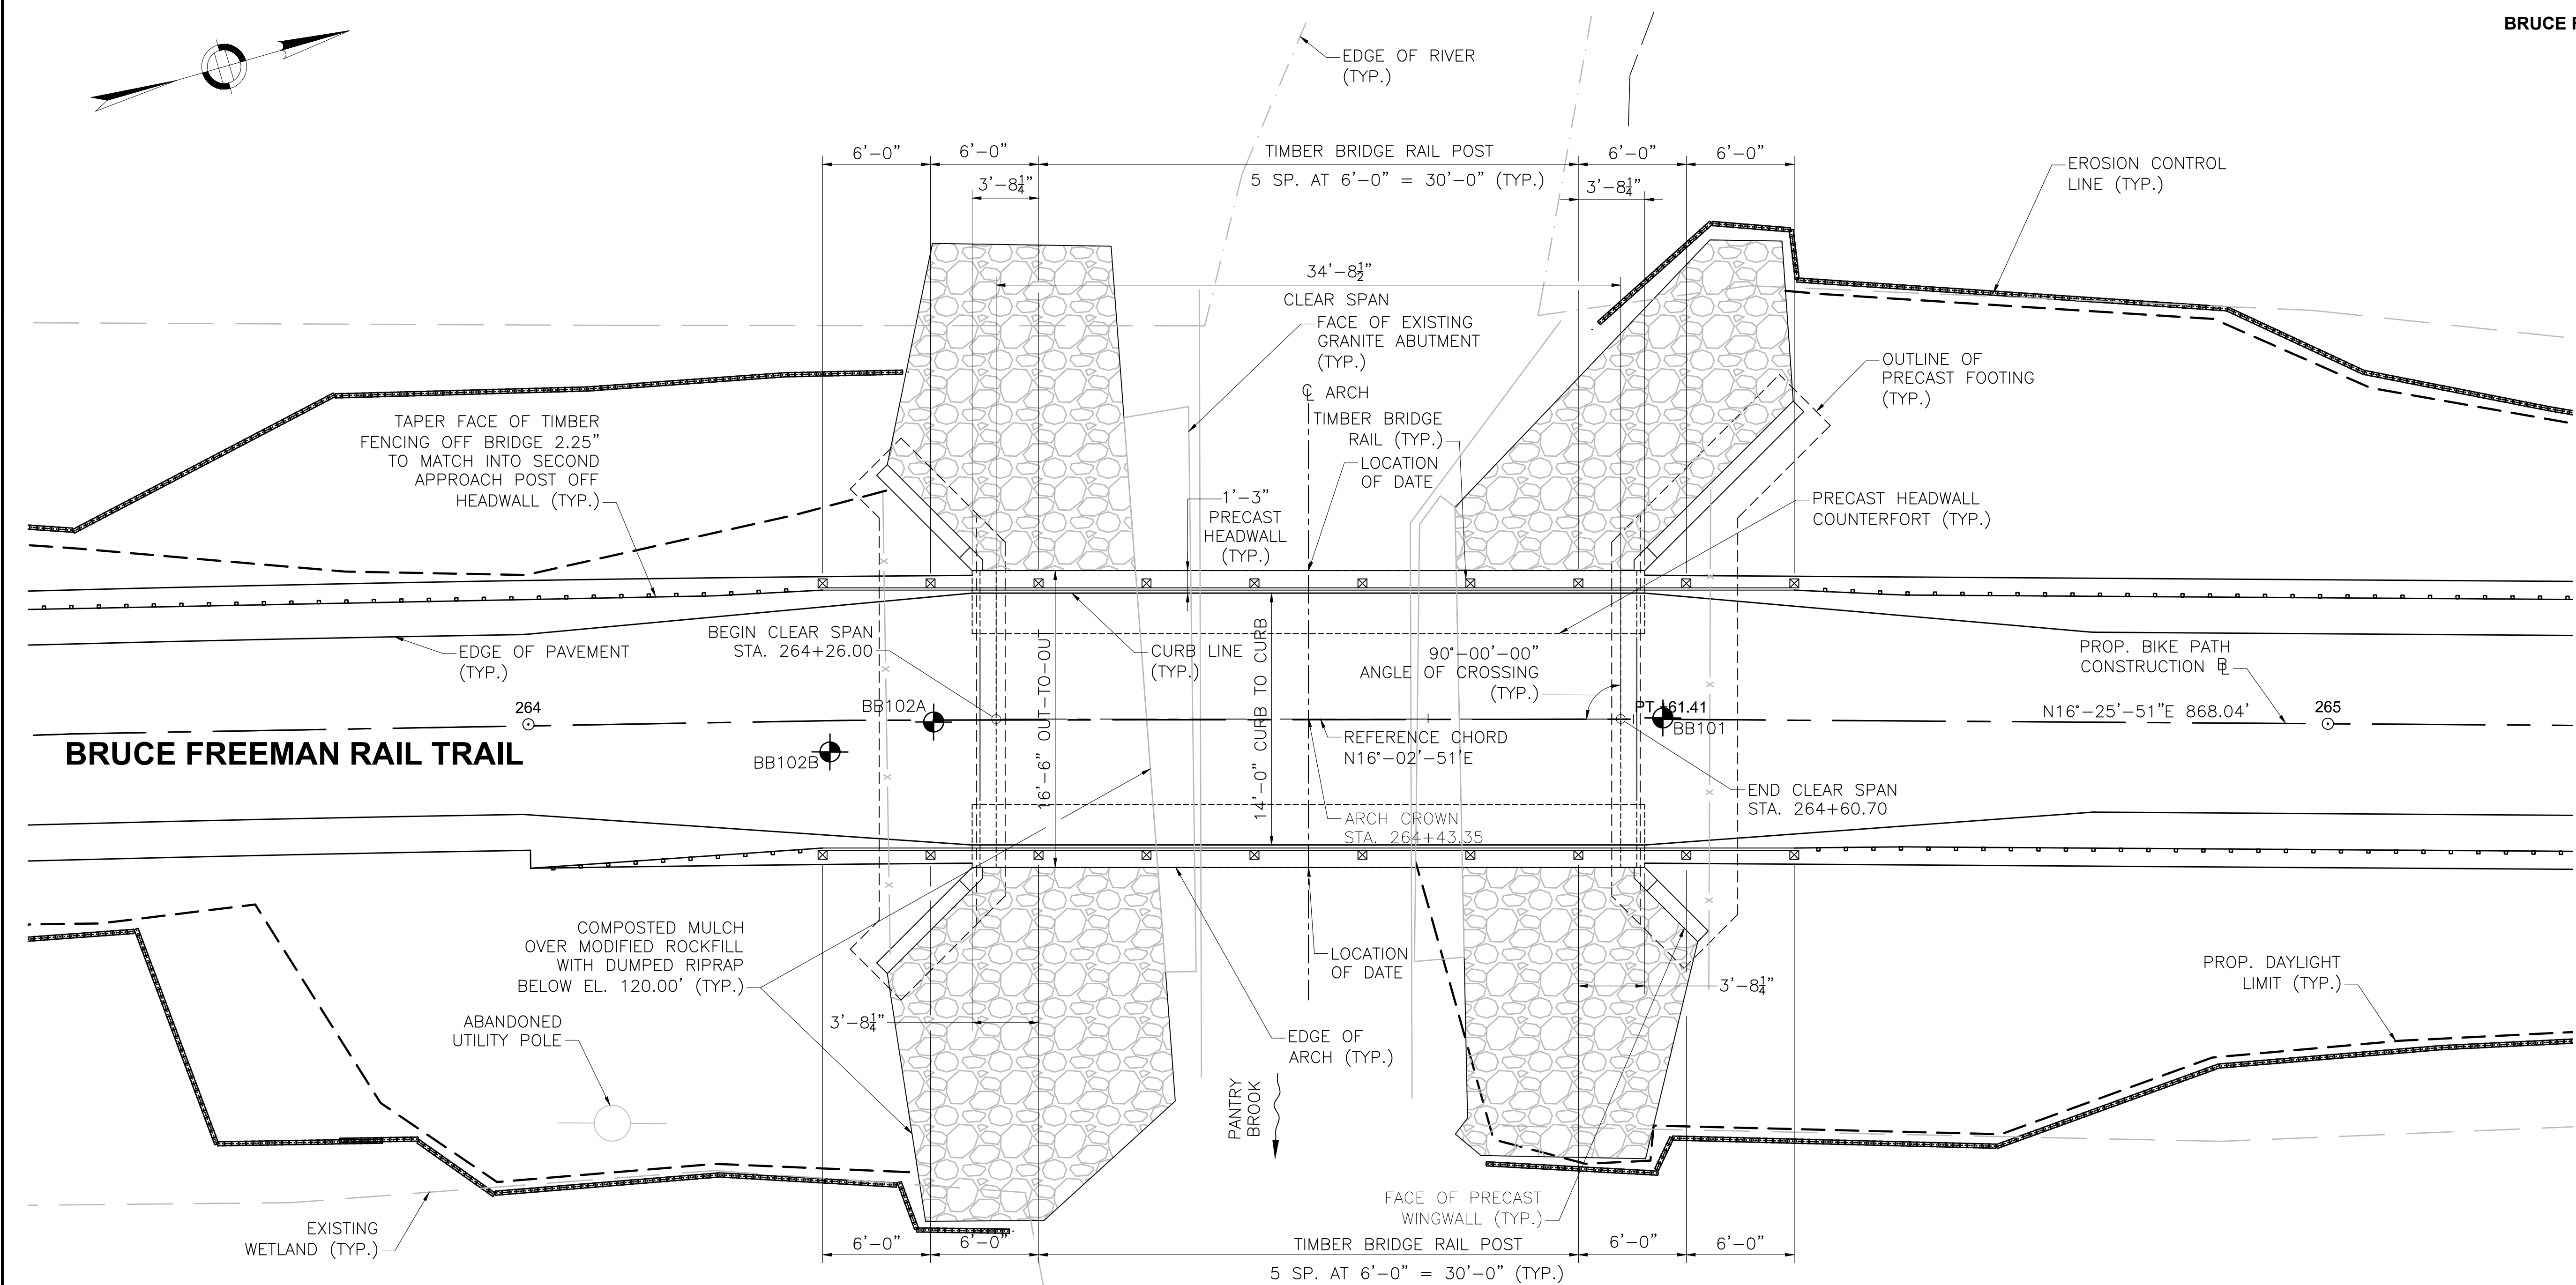 BRUCE F
EDGE OF RIVER
(TYP.)
6'-0"
6'-0"
TIMBER BRIDGE RAIL POST
5 SP. AT 6'-0" = 30'-0" (TYP.)
6'-0"
6'-0"
3'-8¼"
3'-8¼"
EROSION CONTROL
LINE (TYP.)
34'-8½"
CLEAR SPAN
FACE OF EXISTING
GRANITE ABUTMENT
(TYP.)
℄ ARCH
TIMBER BRIDGE
RAIL (TYP.)
LOCATION
OF DATE
OUTLINE OF
PRECAST FOOTING
(TYP.)
TAPER FACE OF TIMBER
FENCING OFF BRIDGE 2.25"
TO MATCH INTO SECOND
APPROACH POST OFF
HEADWALL (TYP.)
1'-3"
PRECAST
HEADWALL
(TYP.)
PRECAST HEADWALL
COUNTERFORT (TYP.)
BEGIN CLEAR SPAN
STA. 264+26.00
EDGE OF PAVEMENT
(TYP.)
CURB LINE
(TYP.)
16'-6" OUT-TO-OUT
14'-0" CURB TO CURB
90°-00'-00"
ANGLE OF CROSSING
(TYP.)
PROP. BIKE PATH
CONSTRUCTION B̲L̲
264
BB102A
PT +61.41
BB101
N16°-25'-51"E 868.04'
265
BRUCE FREEMAN RAIL TRAIL
BB102B
REFERENCE CHORD
N16°-02'-51'E
END CLEAR SPAN
STA. 264+60.70
ARCH CROWN
STA. 264+43.35
COMPOSTED MULCH
OVER MODIFIED ROCKFILL
WITH DUMPED RIPRAP
BELOW EL. 120.00' (TYP.)
LOCATION
OF DATE
3'-8¼"
PROP. DAYLIGHT
LIMIT (TYP.)
3'-8¼"
ABANDONED
UTILITY POLE
EDGE OF
ARCH (TYP.)
PANTRY
BROOK
FACE OF PRECAST
WINGWALL (TYP.)
EXISTING
WETLAND (TYP.)
6'-0"
6'-0"
TIMBER BRIDGE RAIL POST
5 SP. AT 6'-0" = 30'-0" (TYP.)
6'-0"
6'-0"